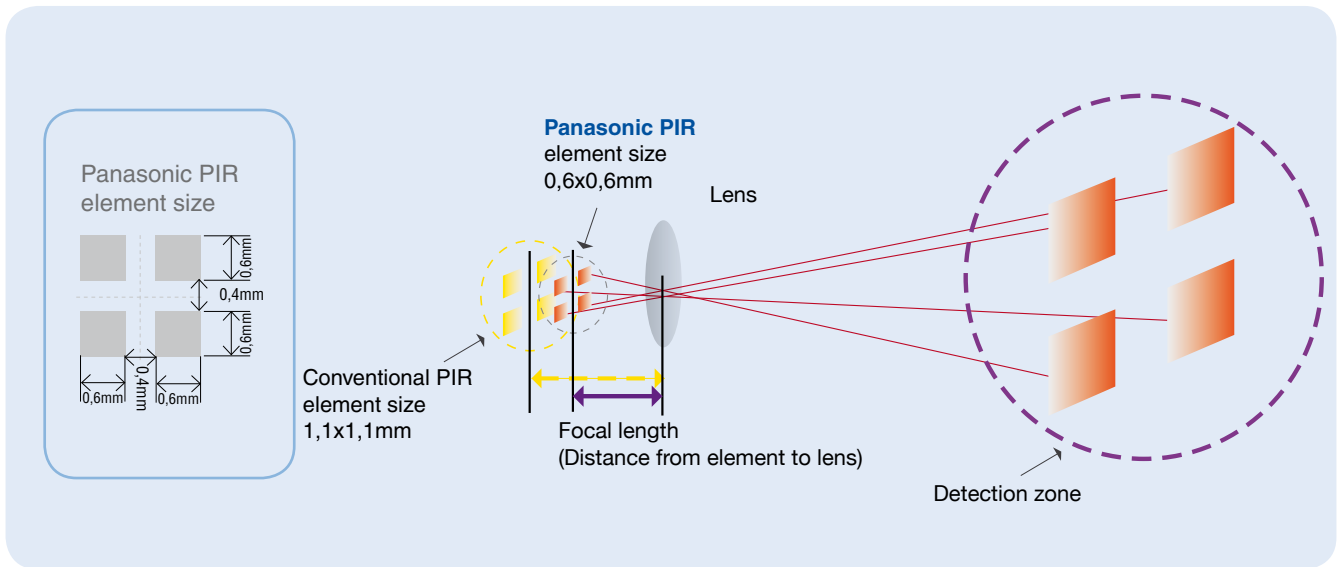 Panasonic PIR
element size
0,6mm
0,4mm
0,6mm
0,6mm
0,4mm
0,6mm
Conventional PIR
element size
1,1x1,1mm
Panasonic PIR
element size
0,6x0,6mm
Lens
Focal length
(Distance from element to lens)
Detection zone